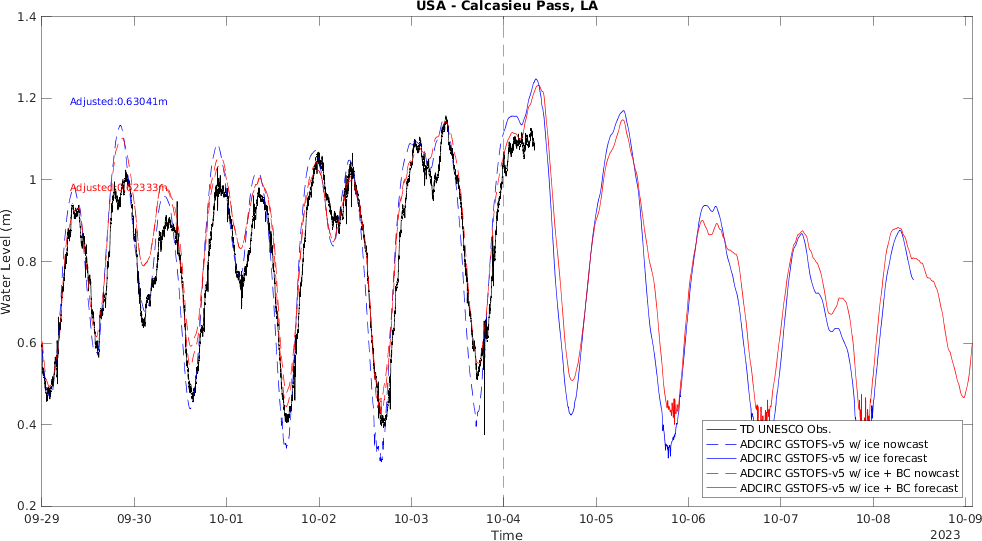 USA - Calcasieu Pass, LA
1.4
1.2
1
0.8
0.6
0.4
0.2
Water Level (m)
Adjusted:0.63041m
Adjusted:0.62333m
TD UNESCO Obs.
ADCIRC GSTOFS-v5 w/ ice nowcast
ADCIRC GSTOFS-v5 w/ ice forecast
ADCIRC GSTOFS-v5 w/ ice + BC nowcast
ADCIRC GSTOFS-v5 w/ ice + BC forecast
09-29 09-30 10-01 10-02 10-03 10-04 10-05 10-06 10-07 10-08 10-09
Time
2023